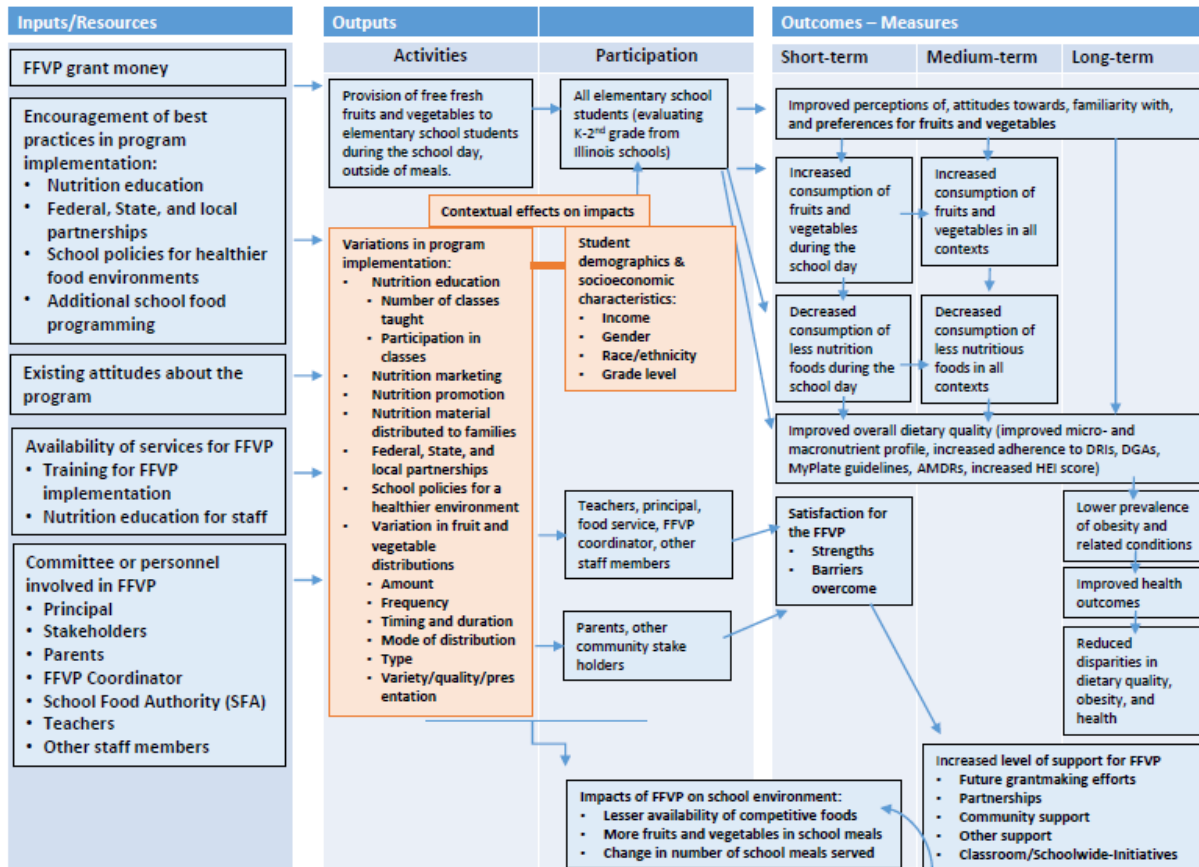 Inputs/Resources
FFVP grant money
Encouragement of best
practices in program
implementation:
• Nutrition education
• Federal, State, and local
partnerships
• School policies for healthier
food environments
• Additional school food
programming
Existing attitudes about the
program
Availability of services for FFVP
• Training for FFVP
implementation
• Nutrition education for staff
Committee or personnel
involved in FFVP
• Principal
• Stakeholders
• Parents
• FFVP Coordinator
• School Food Authority (SFA)
• Teachers
• Other staff members
Outputs
Activities
Participation
Provision of free fresh
fruits and vegetables to
elementary school students
during the school day,
outside of meals.
All elementary school
students (evaluating
K-2nd grade from
Illinois schools)
Contextual effects on impacts
Variations in program
implementation:
• Nutrition education
• Number of classes
taught
• Participation in
classes
• Nutrition marketing
• Nutrition promotion
• Nutrition material
distributed to families
• Federal, State, and
local partnerships
• School policies for a
healthier environment
• Variation in fruit and
vegetable
distributions
• Amount
• Frequency
• Timing and duration
• Mode of distribution
• Type
• Variety/quality/pres
entation
Student
demographics &
socioeconomic
characteristics:
• Income
• Gender
• Race/ethnicity
• Grade level
Teachers, principal,
food service, FFVP
coordinator, other
staff members
Parents, other
community stake
holders
Impacts of FFVP on school environment:
• Lesser availability of competitive foods
• More fruits and vegetables in school meals
• Change in number of school meals served
Outcomes – Measures
Short-term
Medium-term
Long-term
Improved perceptions of, attitudes towards, familiarity with,
and preferences for fruits and vegetables
Increased
consumption of
fruits and
vegetables
during the
school day
Increased
consumption of
fruits and
vegetables in all
contexts
Decreased
consumption of
less nutrition
foods during the
school day
Decreased
consumption of
less nutritious
foods in all
contexts
Improved overall dietary quality (improved micro- and
macronutrient profile, increased adherence to DRIs, DGAs,
MyPlate guidelines, AMDRs, increased HEI score)
Satisfaction for
the FFVP
• Strengths
• Barriers
overcome
Lower prevalence
of obesity and
related conditions
Improved health
outcomes
Reduced
disparities in
dietary quality,
obesity, and
health
Increased level of support for FFVP
• Future grantmaking efforts
• Partnerships
• Community support
• Other support
• Classroom/Schoolwide-Initiatives